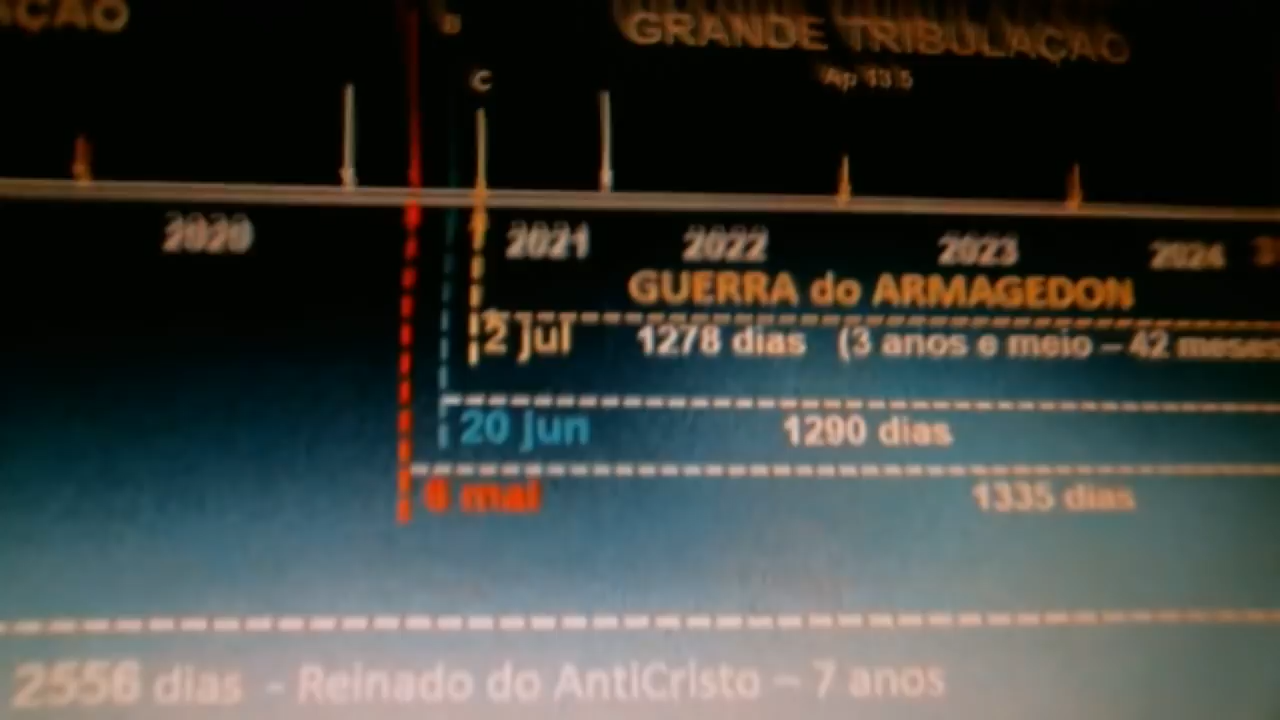 AÇÃO
GRANDE TRIBULAÇÃO
C
Ap 13.5
2020 2021 2022 2023 2024
GUERRA do ARMAGEDON
2 jul 1278 dias (3 anos e meio – 42 meses
20 jun 1290 dias
6 mai 1335 dias
2556 dias - Reinado do AntiCristo – 7 anos